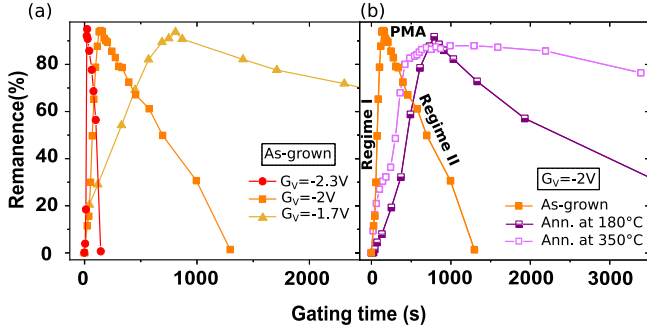 (a)
(b)
PMA
Remanence(%)
80
60
40
20
0
As-grown
G_V=-2.3V
G_V=-2V
G_V=-1.7V
Regime I
Regime II
G_V=-2V
As-grown
Ann. at 180°C
Ann. at 350°C
0 1000 2000
0 1000 2000 3000
Gating time (s)